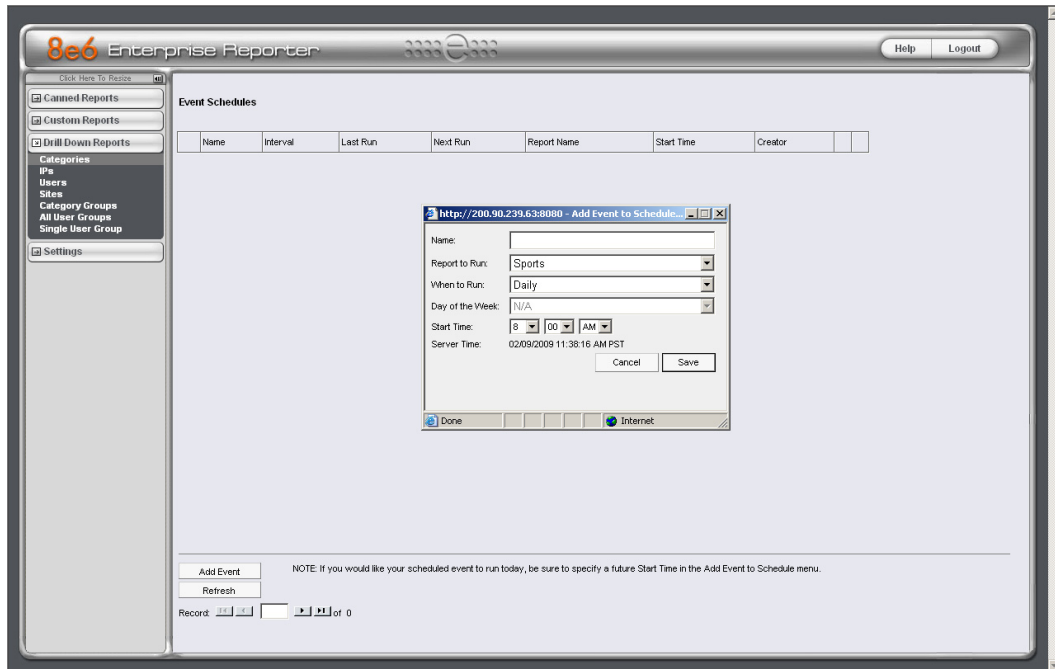 8e6 Enterprise Reporter
Help Logout
Click Here To Resize
Canned Reports
Custom Reports
Drill Down Reports
Categories
IPs
Users
Sites
Category Groups
All User Groups
Single User Group
Settings
Event Schedules
Name Interval Last Run Next Run Report Name Start Time Creator
http://200.90.239.63:8080 - Add Event to Schedule...
Name:
Report to Run: Sports
When to Run: Daily
Day of the Week: N/A
Start Time: 8 00 AM
Server Time: 02/09/2009 11:38:16 AM PST
Cancel Save
Done Internet
Add Event NOTE: If you would like your scheduled event to run today, be sure to specify a future Start Time in the Add Event to Schedule menu.
Refresh
Record: of 0